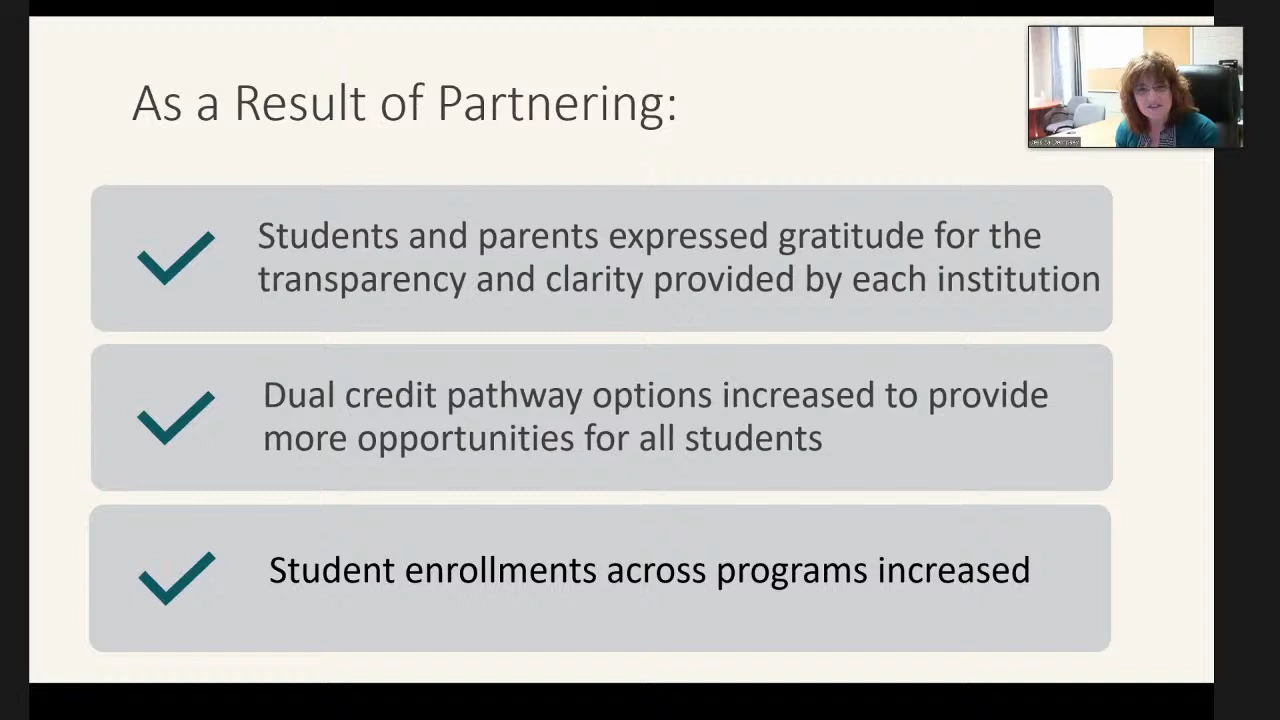 As a Result of Partnering:
Students and parents expressed gratitude for the
transparency and clarity provided by each institution
Dual credit pathway options increased to provide
more opportunities for all students
Student enrollments across programs increased